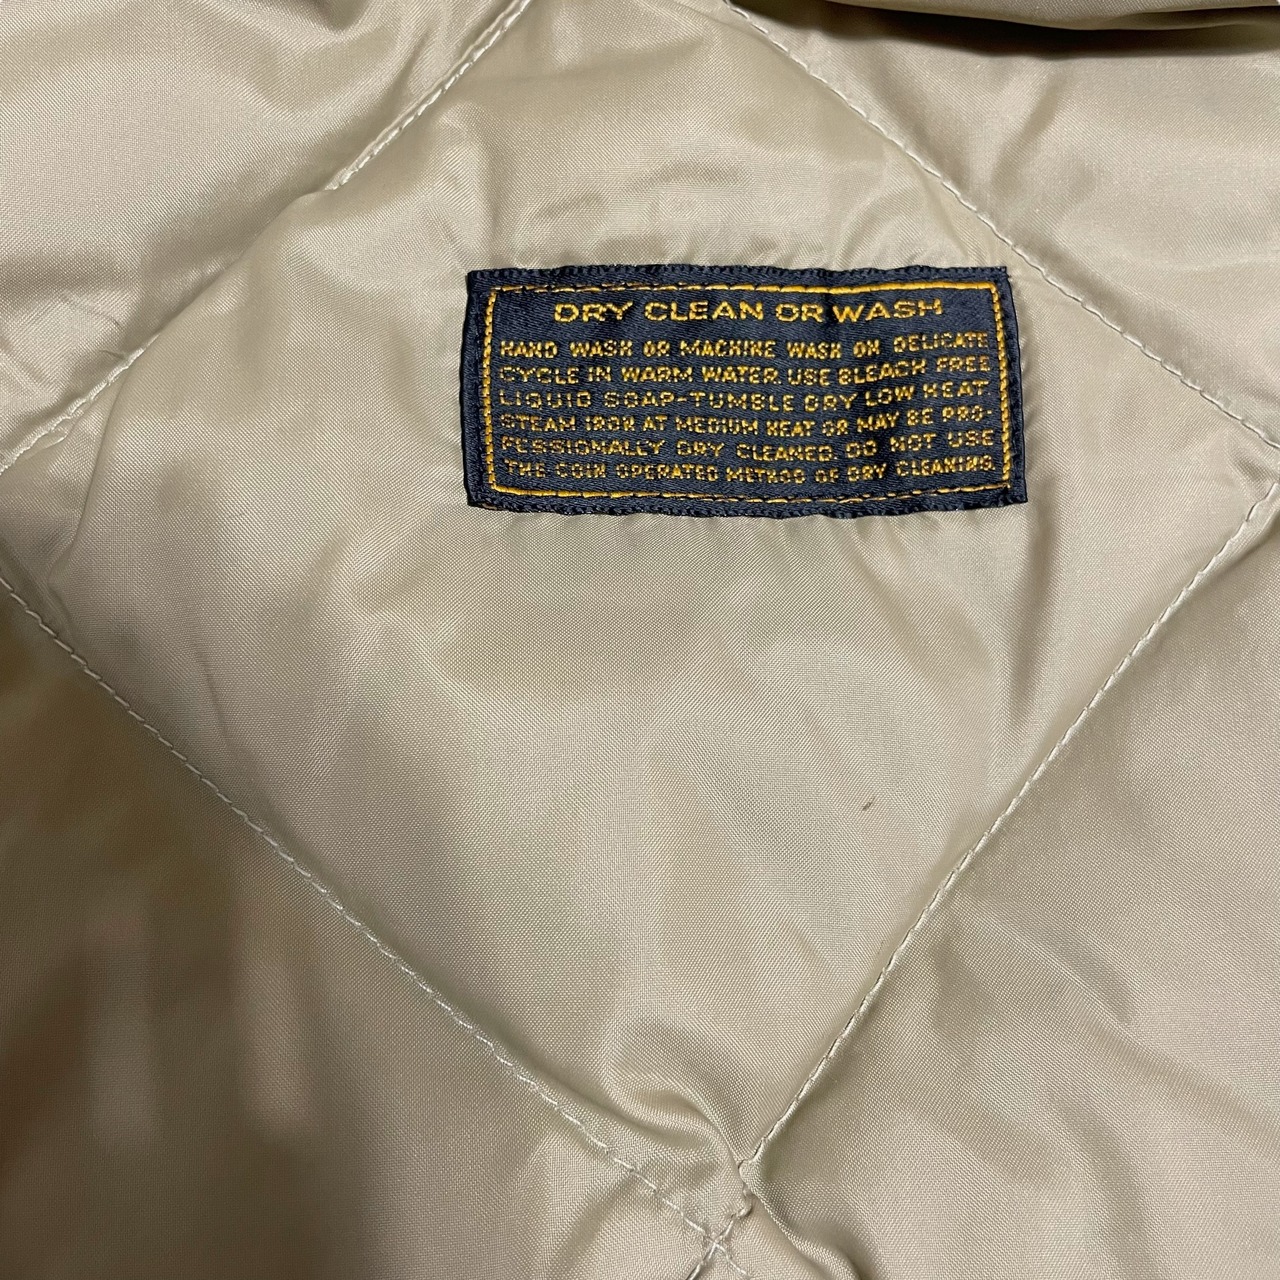 DRY CLEAN OR WASH
HAND WASH OR MACHINE WASH ON DELICATE
CYCLE IN WARM WATER. USE BLEACH FREE
LIQUID SOAP-TUMBLE DRY LOW HEAT-
STEAM IRON AT MEDIUM HEAT OR MAY BE PRO-
FESSIONALLY DRY CLEANED. DO NOT USE
THE COIN OPERATED METHOD OF DRY CLEANING.